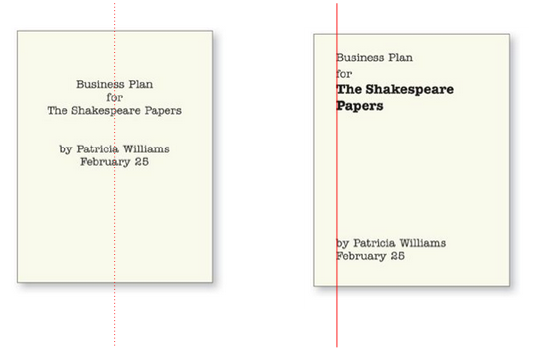 Business Plan
for
The Shakespeare Papers
by Patricia Williams
February 25
Business Plan
for
The Shakespeare
Papers
by Patricia Williams
February 25